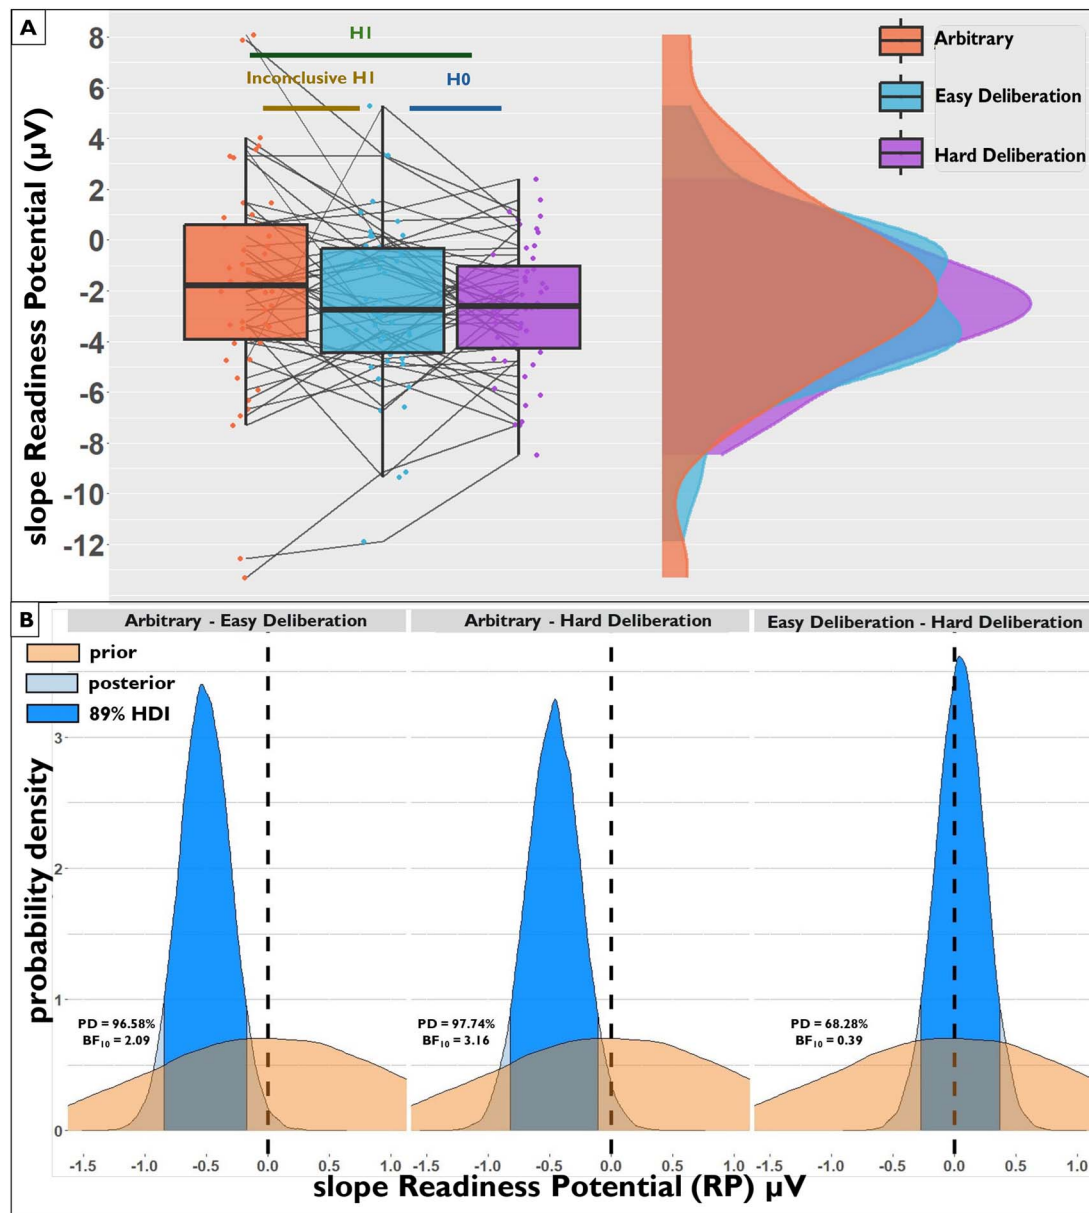 A
H1
Inconclusive H1
H0
Arbitrary
Easy Deliberation
Hard Deliberation
slope Readiness Potential (µV)
8
6
4
2
0
-2
-4
-6
-8
-10
-12
B
Arbitrary - Easy Deliberation
Arbitrary - Hard Deliberation
Easy Deliberation - Hard Deliberation
prior
posterior
89% HDI
probability density
3
2
1
0
PD = 96.58%
BF₁₀ = 2.09
PD = 97.74%
BF₁₀ = 3.16
PD = 68.28%
BF₁₀ = 0.39
-1.5 -1.0 -0.5 0.0 0.5 1.0
-1.5 -1.0 -0.5 0.0 0.5 1.0
-1.5 -1.0 -0.5 0.0 0.5 1.0
slope Readiness Potential (RP) µV